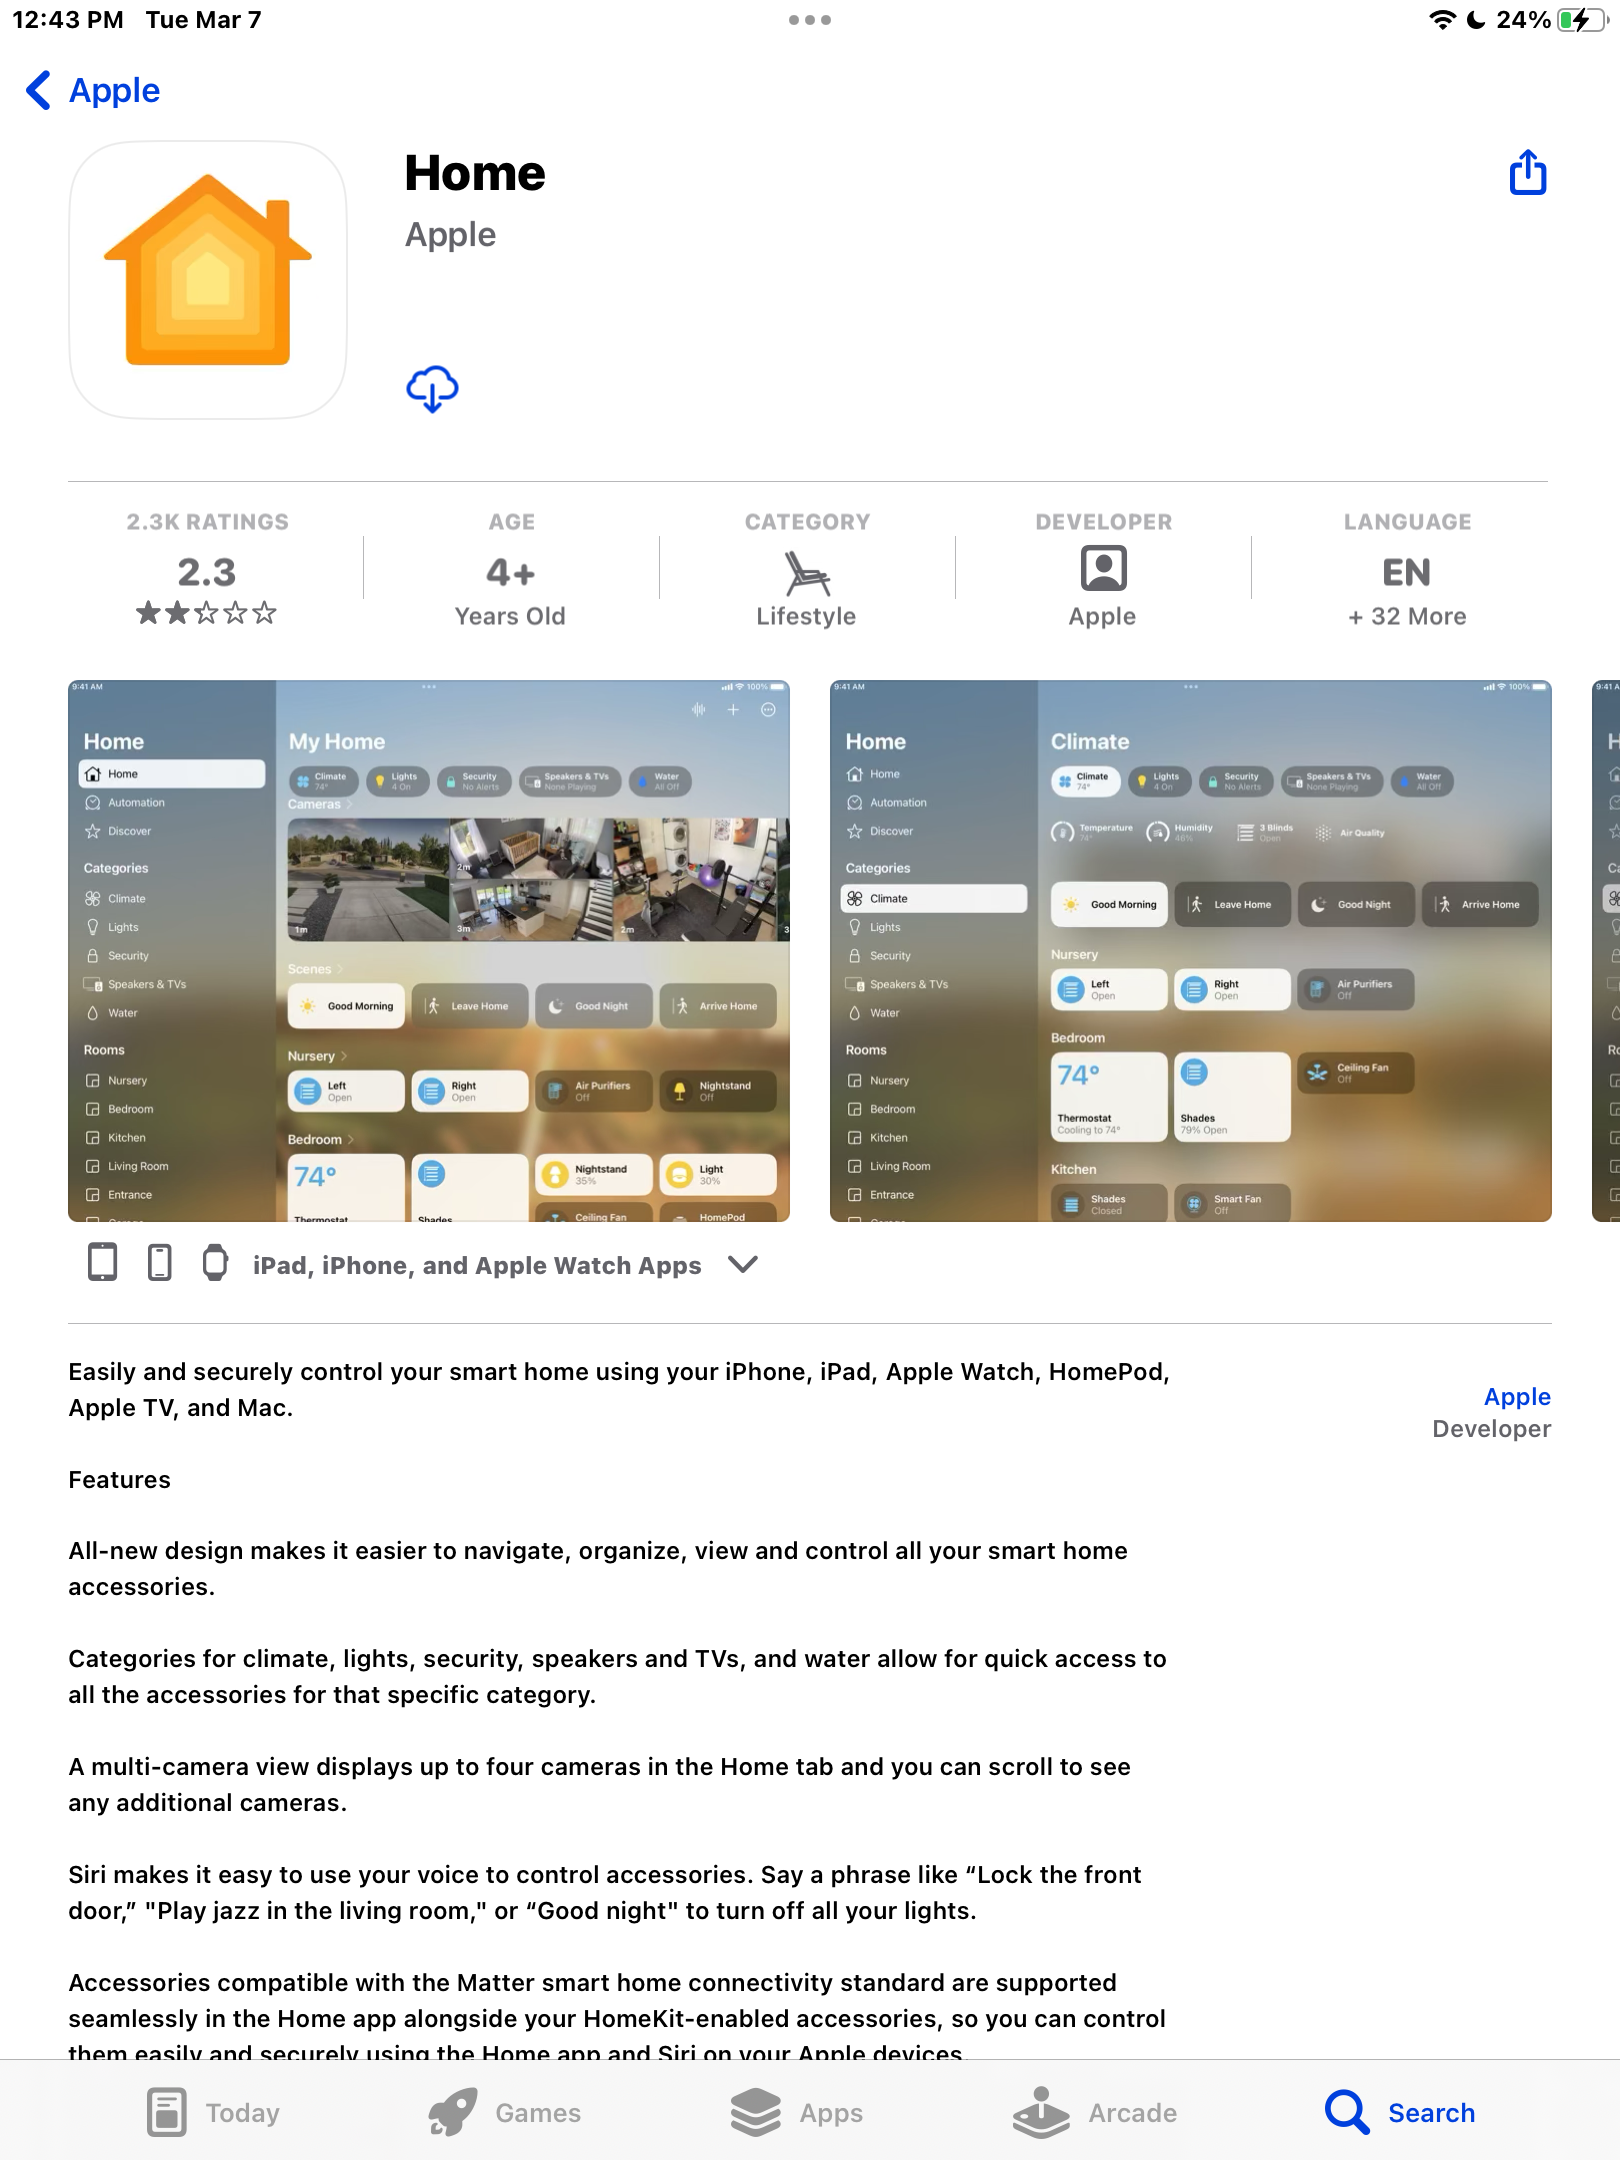 12:43 PM Tue Mar 7
24%
Apple
Home
Apple
2.3K RATINGS
2.3
AGE
4+
Years Old
CATEGORY
Lifestyle
DEVELOPER
Apple
LANGUAGE
EN
+ 32 More
9:41 AM
100%
Home
Home
Automation
Discover
Categories
Climate
Lights
Security
Speakers & TVs
Water
Rooms
Nursery
Bedroom
Kitchen
Living Room
Entrance
My Home
Climate
74°
Lights
4 On
Security
No Alerts
Speakers & TVs
None Playing
Water
All Off
Cameras
1m
2m
3m
2m
3
Scenes
Good Morning
Leave Home
Good Night
Arrive Home
Nursery
Left
Open
Right
Open
Air Purifiers
Off
Nightstand
Off
Bedroom
74°
Thermostat
Shades
Nightstand
35%
Light
30%
Ceiling Fan
HomePod
9:41 AM
100%
Home
Home
Automation
Discover
Categories
Climate
Lights
Security
Speakers & TVs
Water
Rooms
Nursery
Bedroom
Kitchen
Living Room
Entrance
Climate
Climate
74°
Lights
4 On
Security
No Alerts
Speakers & TVs
None Playing
Water
All Off
Temperature
74°
Humidity
46%
3 Blinds
Open
Air Quality
Good Morning
Leave Home
Good Night
Arrive Home
Nursery
Left
Open
Right
Open
Air Purifiers
Off
Bedroom
74°
Thermostat
Cooling to 74°
Shades
79% Open
Ceiling Fan
Off
Kitchen
Shades
Closed
Smart Fan
Off
iPad, iPhone, and Apple Watch Apps
Easily and securely control your smart home using your iPhone, iPad, Apple Watch, HomePod,
Apple TV, and Mac.
Apple
Developer
Features
All-new design makes it easier to navigate, organize, view and control all your smart home
accessories.
Categories for climate, lights, security, speakers and TVs, and water allow for quick access to
all the accessories for that specific category.
A multi-camera view displays up to four cameras in the Home tab and you can scroll to see
any additional cameras.
Siri makes it easy to use your voice to control accessories. Say a phrase like “Lock the front
door,” "Play jazz in the living room," or “Good night" to turn off all your lights.
Accessories compatible with the Matter smart home connectivity standard are supported
seamlessly in the Home app alongside your HomeKit-enabled accessories, so you can control
them easily and securely using the Home app and Siri on your Apple devices.
Today
Games
Apps
Arcade
Search